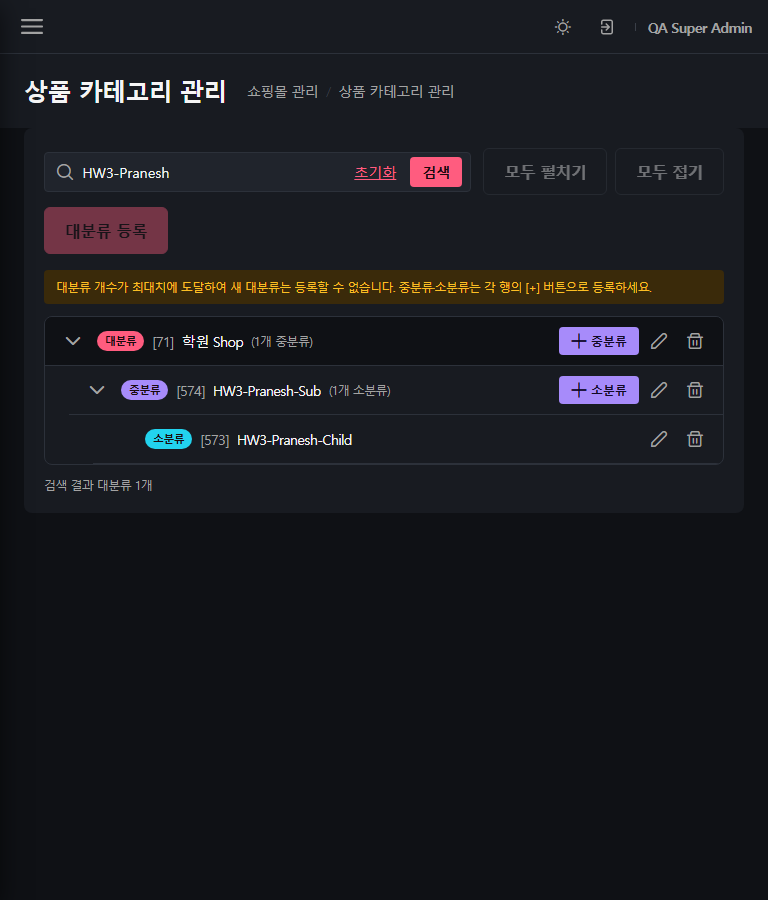 QA Super Admin
상품 카테고리 관리 쇼핑몰 관리 / 상품 카테고리 관리
HW3-Pranesh 초기화 검색 모두 펼치기 모두 접기
대분류 등록
대분류 개수가 최대치에 도달하여 새 대분류는 등록할 수 없습니다. 중분류·소분류는 각 행의 [+] 버튼으로 등록하세요.
대분류 [71] 학원 Shop (1개 중분류) + 중분류
중분류 [574] HW3-Pranesh-Sub (1개 소분류) + 소분류
소분류 [573] HW3-Pranesh-Child
검색 결과 대분류 1개